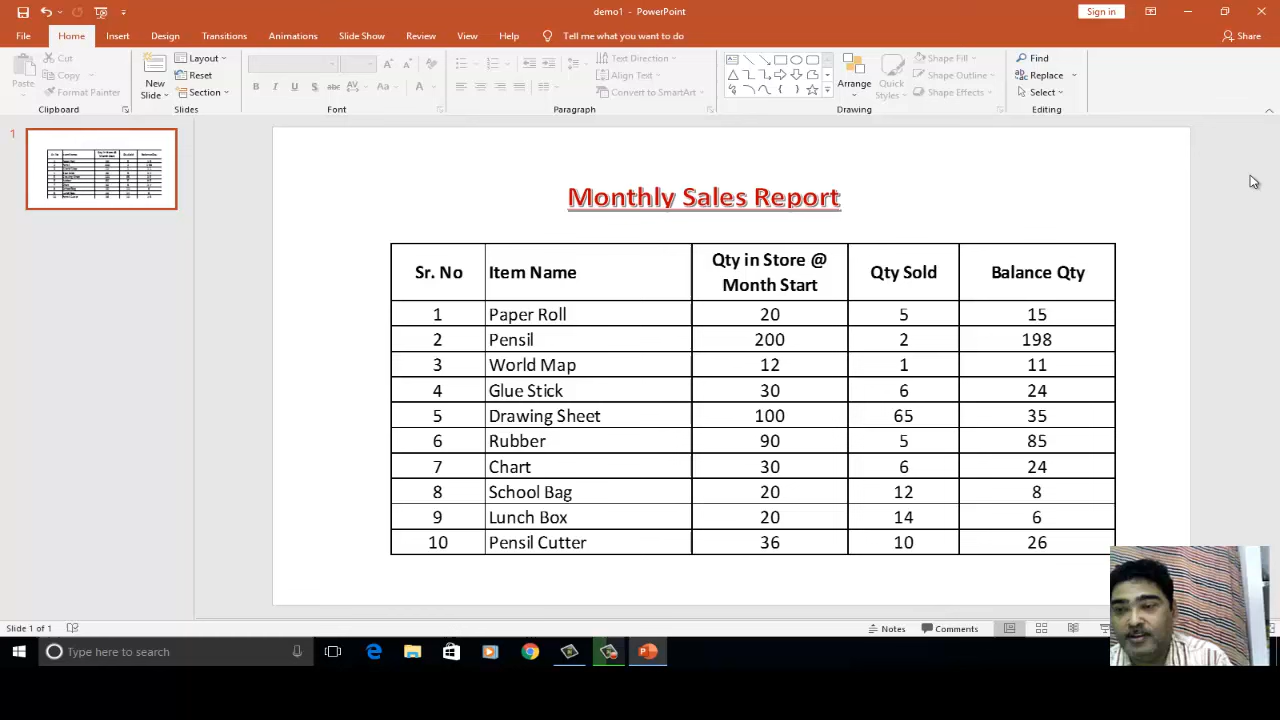 demo1 - PowerPoint
Sign in
File Home Insert Design Transitions Animations Slide Show Review View Help Tell me what you want to do Share
Paste
Cut
Copy
Format Painter
Clipboard
New Slide
Layout
Reset
Section
Slides
B I U S abc AV Aa A
Font
Text Direction
Align Text
Convert to SmartArt
Paragraph
Arrange
Quick Styles
Shape Fill
Shape Outline
Shape Effects
Drawing
Find
Replace
Select
Editing
1
Monthly Sales Report
Sr. No Item Name Qty in Store @ Month Start Qty Sold Balance Qty
1 Paper Roll 20 5 15
2 Pensil 200 2 198
3 World Map 12 1 11
4 Glue Stick 30 6 24
5 Drawing Sheet 100 65 35
6 Rubber 90 5 85
7 Chart 30 6 24
8 School Bag 20 12 8
9 Lunch Box 20 14 6
10 Pensil Cutter 36 10 26
Slide 1 of 1
Notes Comments
Type here to search